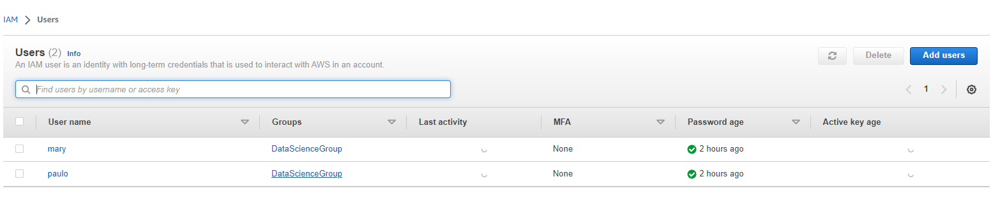 IAM > Users
Users (2) Info
An IAM user is an identity with long-term credentials that is used to interact with AWS in an account.
Delete
Add users
Find users by username or access key
1
User name Groups Last activity MFA Password age Active key age
mary DataScienceGroup None 2 hours ago
paulo DataScienceGroup None 2 hours ago